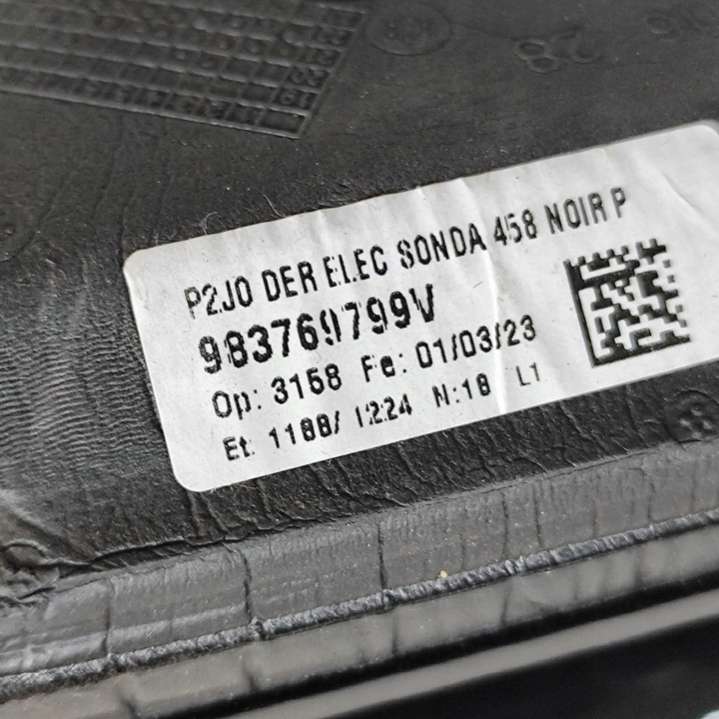 P2JO DER ELEC SONDA 458 NOIR P
983769799V
Op: 3158 Fe: 01/03/23
Et: 1188/ 1224 N:18 L1